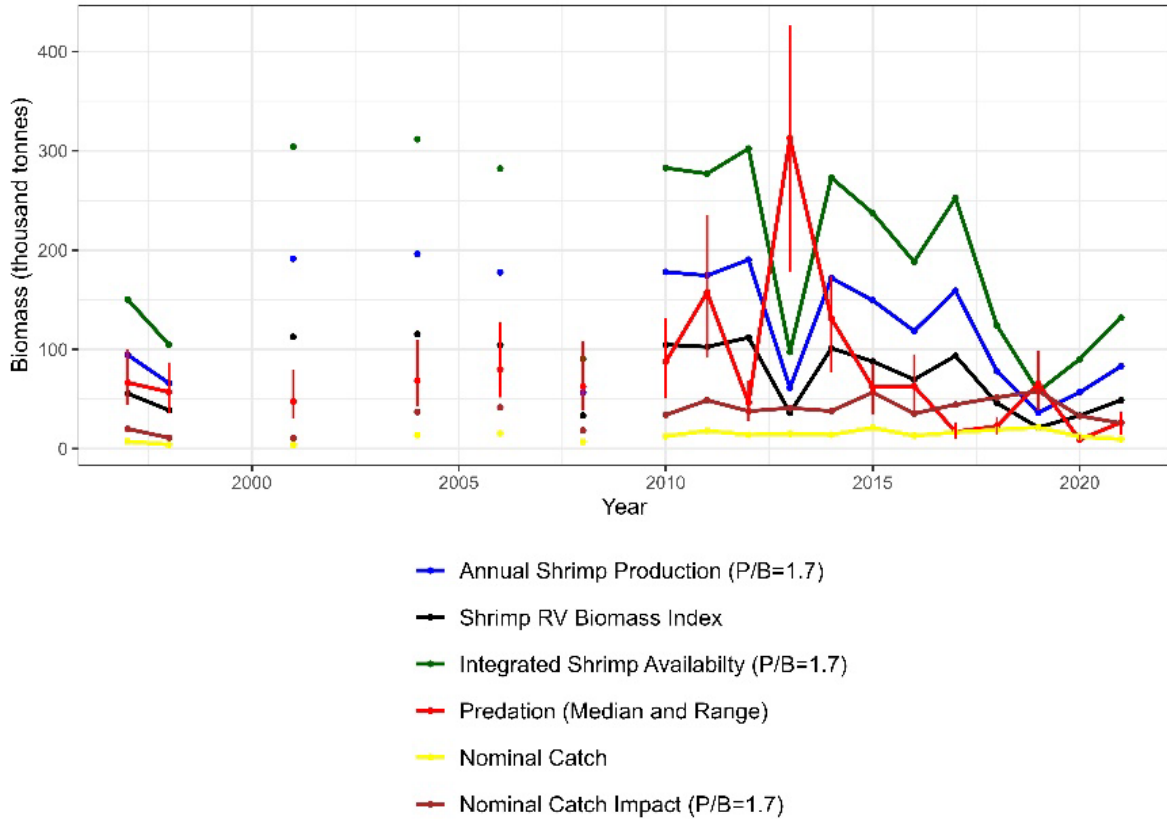 400
300
200
100
0
Biomass (thousand tonnes)
2000 2005 2010 2015 2020
Year
Annual Shrimp Production (P/B=1.7)
Shrimp RV Biomass Index
Integrated Shrimp Availabilty (P/B=1.7)
Predation (Median and Range)
Nominal Catch
Nominal Catch Impact (P/B=1.7)